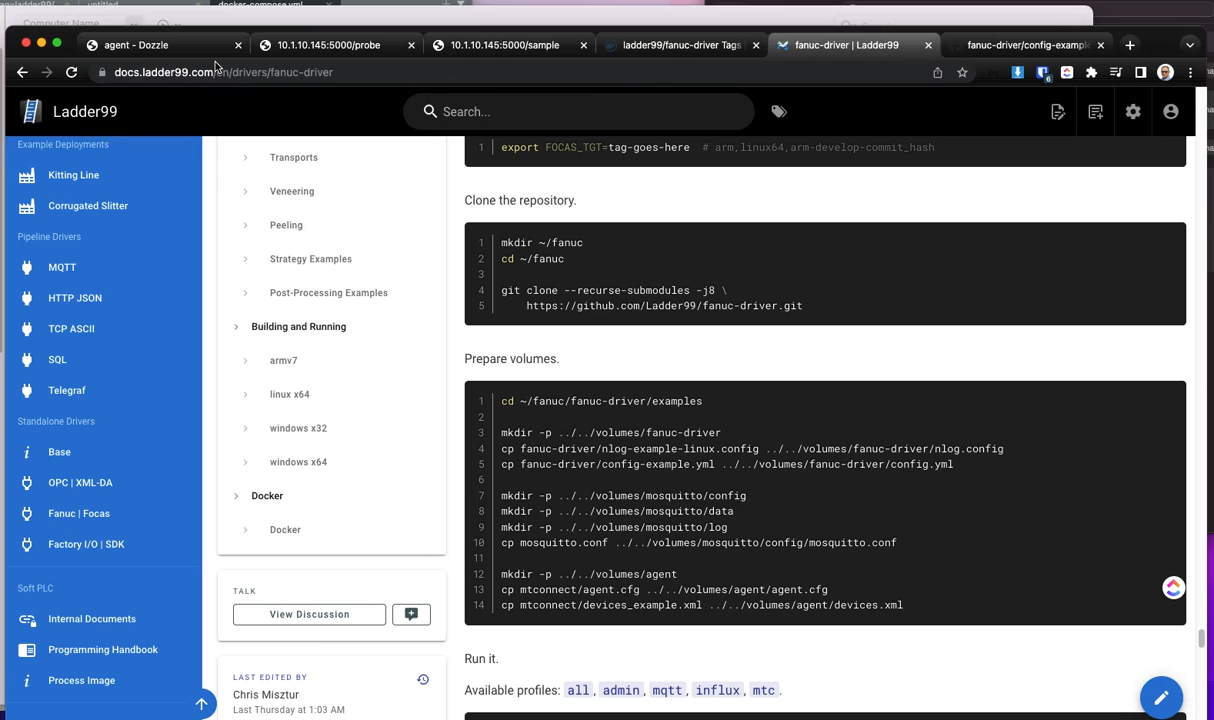 Computer Name
untitled
docker-compose.yml
agent - Dozzle
10.1.10.145:5000/probe
10.1.10.145:5000/sample
ladder99/fanuc-driver Tags
fanuc-driver | Ladder99
fanuc-driver/config-example
docs.ladder99.com/en/drivers/fanuc-driver
6
Ladder99
Search...
Example Deployments
Kitting Line
Corrugated Slitter
Pipeline Drivers
MQTT
HTTP JSON
TCP ASCII
SQL
Telegraf
Standalone Drivers
Base
OPC | XML-DA
Fanuc | Focas
Factory I/O | SDK
Soft PLC
Internal Documents
Programming Handbook
Process Image
Transports
Veneering
Peeling
Strategy Examples
Post-Processing Examples
Building and Running
armv7
linux x64
windows x32
windows x64
Docker
Docker
TALK
View Discussion
LAST EDITED BY
Chris Misztur
Last Thursday at 1:03 AM
1 export FOCAS_TGT=tag-goes-here # arm,linux64,arm-develop-commit_hash
Clone the repository.
1 mkdir ~/fanuc
2 cd ~/fanuc
3
4 git clone --recurse-submodules -j8 \
5 https://github.com/Ladder99/fanuc-driver.git
Prepare volumes.
1 cd ~/fanuc/fanuc-driver/examples
2
3 mkdir -p ../../volumes/fanuc-driver
4 cp fanuc-driver/nlog-example-linux.config ../../volumes/fanuc-driver/nlog.config
5 cp fanuc-driver/config-example.yml ../../volumes/fanuc-driver/config.yml
6
7 mkdir -p ../../volumes/mosquitto/config
8 mkdir -p ../../volumes/mosquitto/data
9 mkdir -p ../../volumes/mosquitto/log
10 cp mosquitto.conf ../../volumes/mosquitto/config/mosquitto.conf
11
12 mkdir -p ../../volumes/agent
13 cp mtconnect/agent.cfg ../../volumes/agent/agent.cfg
14 cp mtconnect/devices_example.xml ../../volumes/agent/devices.xml
Run it.
Available profiles: all, admin, mqtt, influx, mtc.